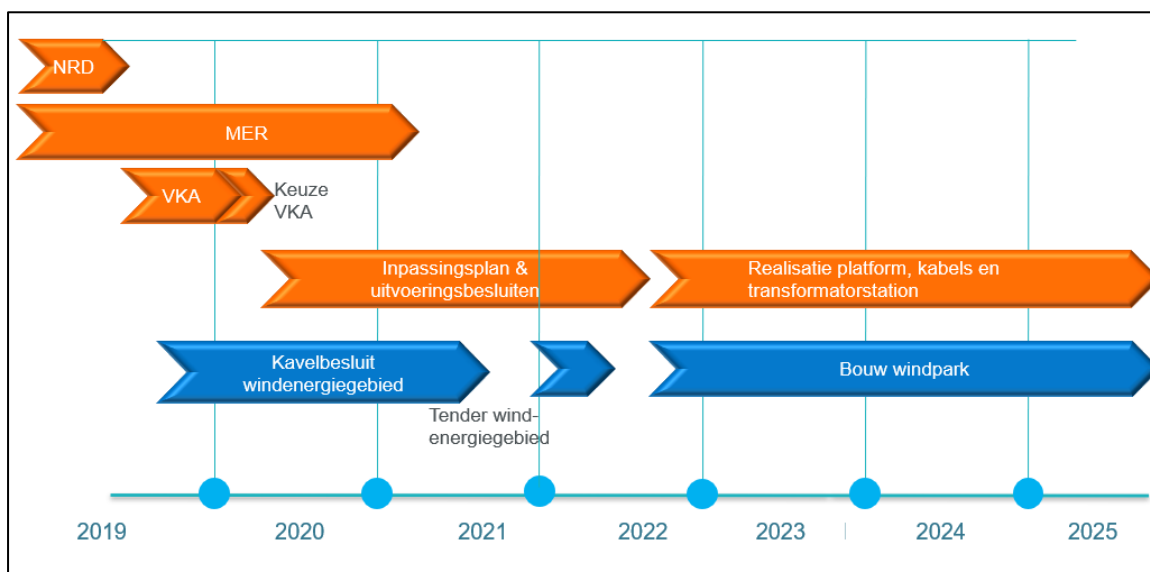 NRD
MER
VKA
Keuze
VKA
Inpassingsplan &
uitvoeringsbesluiten
Realisatie platform, kabels en
transformatorstation
Kavelbesluit
windenergiegebied
Tender wind-
energiegebied
Bouw windpark
2019
2020
2021
2022
2023
2024
2025